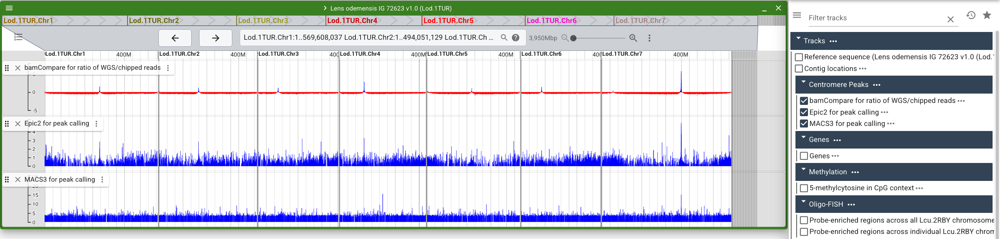 Lens odemensis IG 72623 v1.0 (Lod.1TUR)
Lod.1TUR.Chr1 Lod.1TUR.Chr2 Lod.1TUR.Chr3 Lod.1TUR.Chr4 Lod.1TUR.Chr5 Lod.1TUR.Chr6 Lod.1TUR.Chr7
Lod.1TUR.Chr1:1..569,608,037 Lod.1TUR.Chr2:1..494,051,129 Lod.1TUR.Ch ... 3,950Mbp
Lod.1TUR.Chr1 400M Lod.1TUR.Chr2 400M Lod.1TUR.Chr3 400 Lod.1TUR.Chr4 400M Lod.1TUR.Chr5 400M Lod.1TUR.Chr6 400 Lod.1TUR.Chr7 400M
bamCompare for ratio of WGS/chipped reads
5
0
-5
Epic2 for peak calling
4
3
2
1
0
MACS3 for peak calling
20
15
10
5
0
Filter tracks
Tracks ...
Reference sequence (Lens odemensis IG 72623 v1.0 (Lod.1
Contig locations ...
Centromere Peaks ...
bamCompare for ratio of WGS/chipped reads ...
Epic2 for peak calling ...
MACS3 for peak calling ...
Genes ...
Genes ...
Methylation ...
5-methylcytosine in CpG context ...
Oligo-FISH ...
Probe-enriched regions across all Lcu.2RBY chromosome
Probe-enriched regions across individual Lcu.2RBY chrom